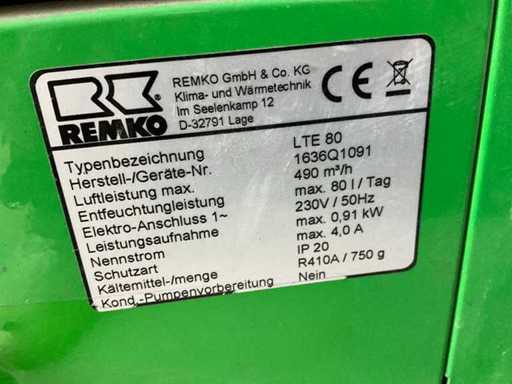 REMKO
REMKO GmbH & Co. KG
Klima- und Wärmetechnik
Im Seelenkamp 12
D-32791 Lage
Typenbezeichnung LTE 80
Herstell-/Geräte-Nr. 1636Q1091
Luftleistung max. 490 m³/h
Entfeuchtungleistung max. 80 l / Tag
Elektro-Anschluss 1~ 230V / 50Hz
Leistungsaufnahme max. 0,91 kW
Nennstrom max. 4,0 A
Schutzart IP 20
Kältemittel-/menge R410A / 750 g
Kond.-Pumpenvorbereitung Nein